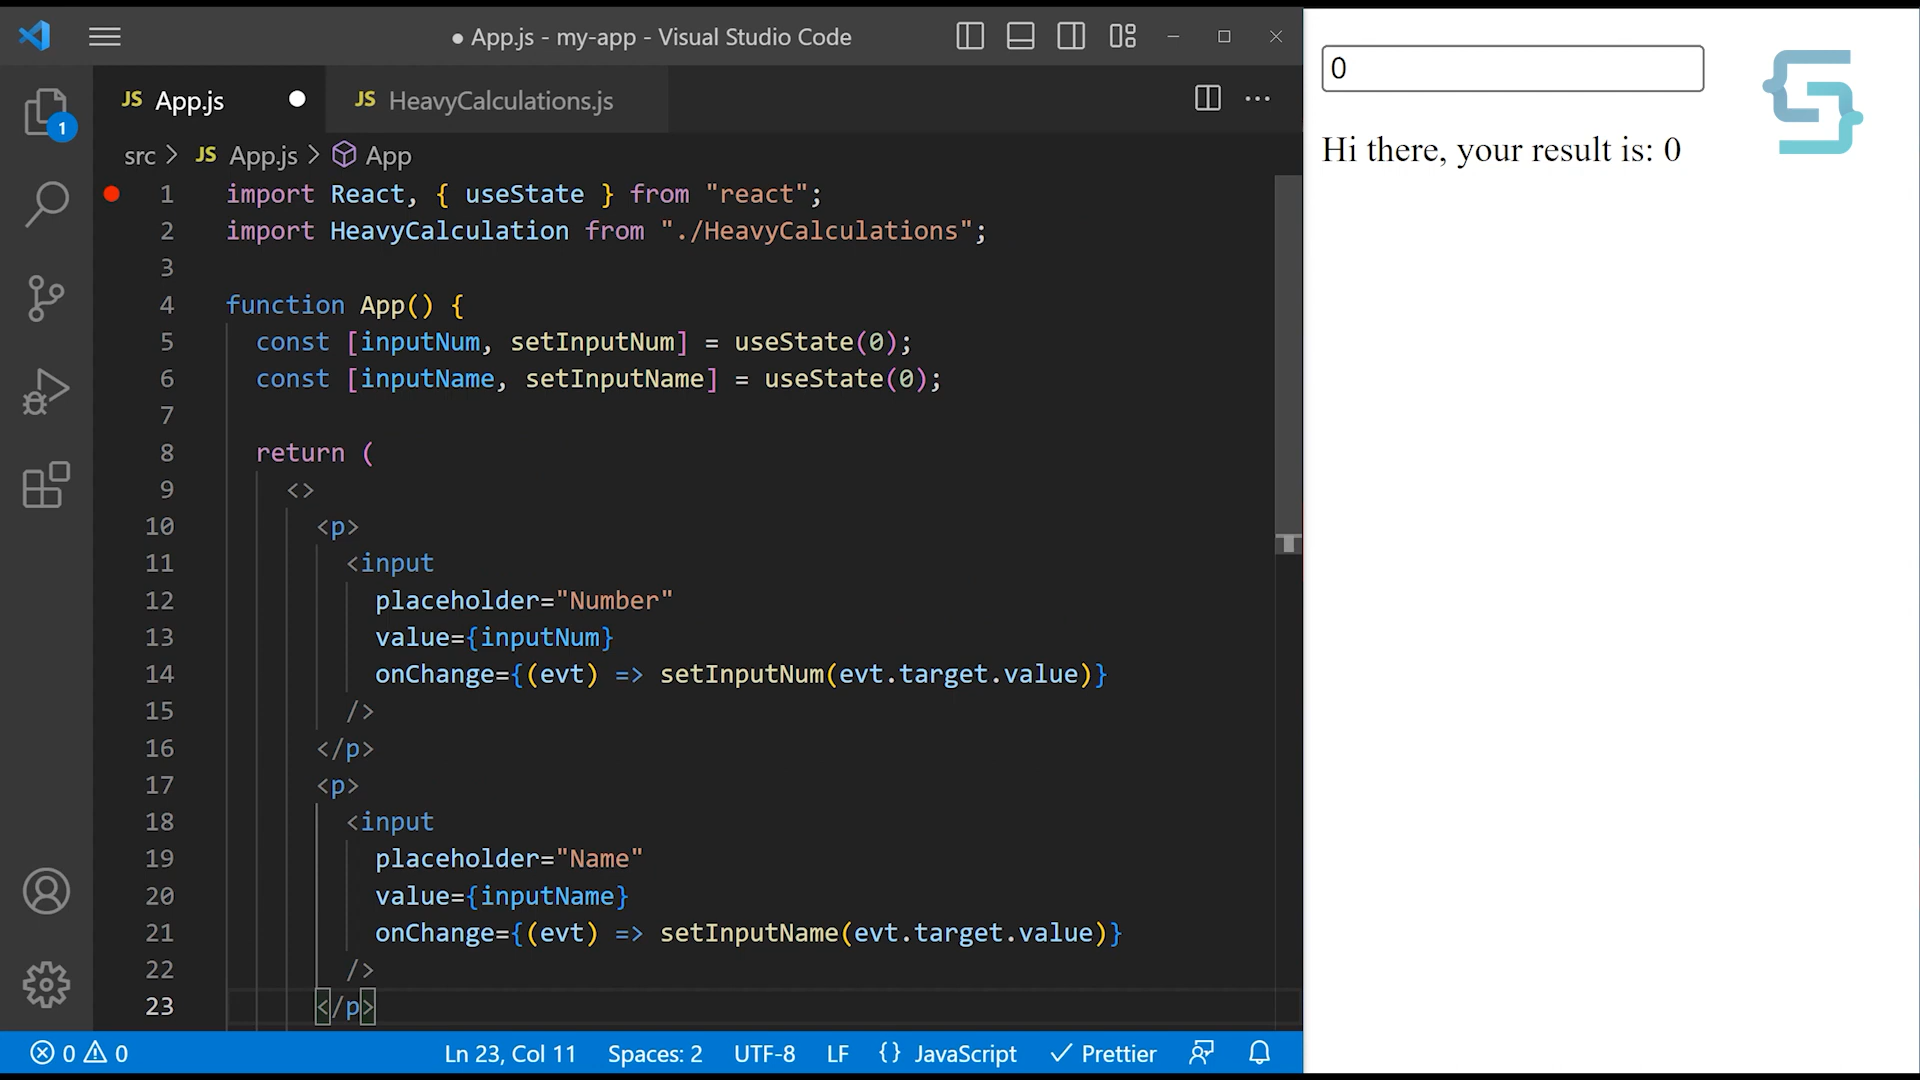 ● App.js - my-app - Visual Studio Code
JS App.js
JS HeavyCalculations.js
1
src > JS App.js > App
1 import React, { useState } from "react";
2 import HeavyCalculation from "./HeavyCalculations";
3
4 function App() {
5 const [inputNum, setInputNum] = useState(0);
6 const [inputName, setInputName] = useState(0);
7
8 return (
9 <>
10 <p>
11 <input
12 placeholder="Number"
13 value={inputNum}
14 onChange={(evt) => setInputNum(evt.target.value)}
15 />
16 </p>
17 <p>
18 <input
19 placeholder="Name"
20 value={inputName}
21 onChange={(evt) => setInputName(evt.target.value)}
22 />
23 </p>
0 0 Ln 23, Col 11 Spaces: 2 UTF-8 LF {} JavaScript Prettier
0
Hi there, your result is: 0